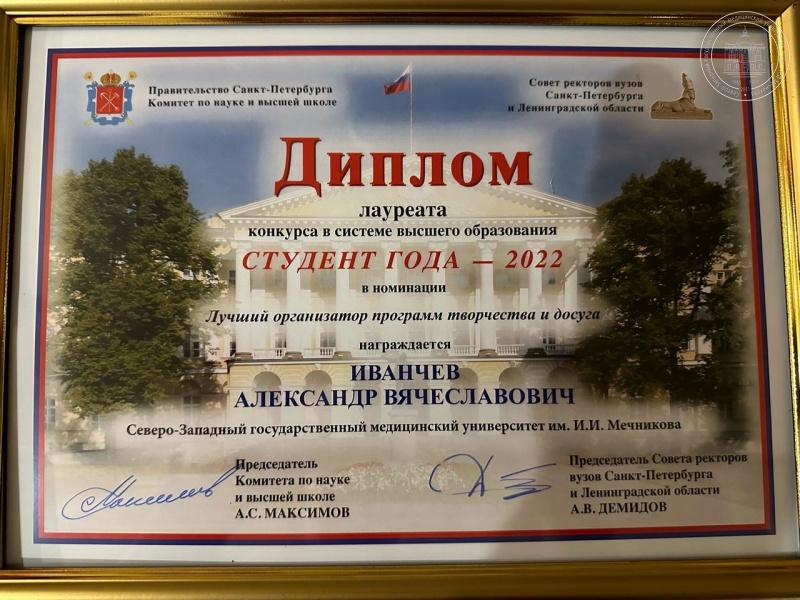 Правительство Санкт-Петербурга
Комитет по науке и высшей школе
Совет ректоров вузов
Санкт-Петербурга
и Ленинградской области
Диплом
лауреата
конкурса в системе высшего образования
СТУДЕНТ ГОДА — 2022
в номинации
Лучший организатор программ творчества и досуга
награждается
ИВАНЧЕВ
АЛЕКСАНДР ВЯЧЕСЛАВОВИЧ
Северо-Западный государственный медицинский университет им. И.И. Мечникова
Председатель
Комитета по науке
и высшей школе
А.С. МАКСИМОВ
Председатель Совета ректоров
вузов Санкт-Петербурга
и Ленинградской области
А.В. ДЕМИДОВ